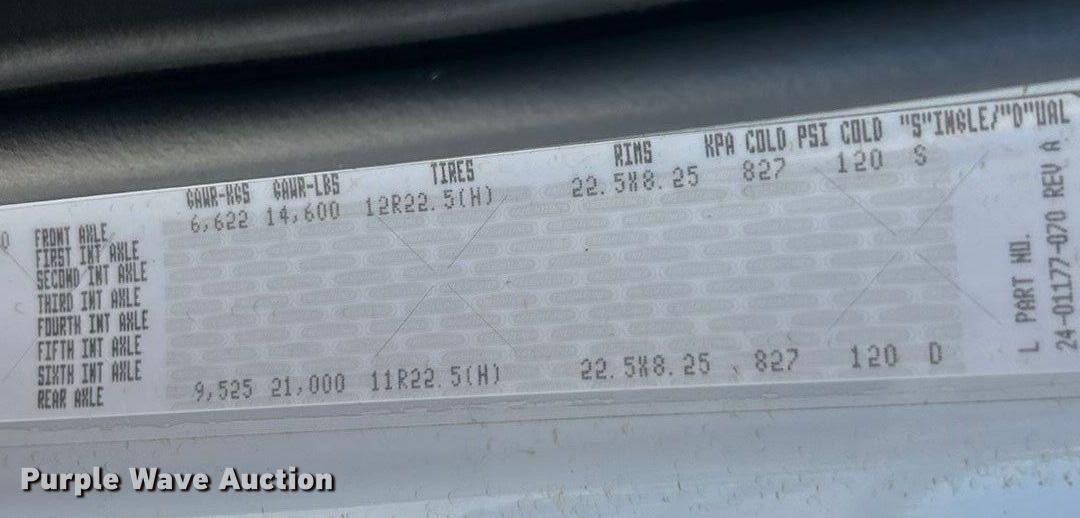 GAWR-KGS GAWR-LBS TIRES RIMS KPA COLD PSI COLD "S"INGLE/"D"UAL
FRONT AXLE 6,622 14,600 12R22.5(H) 22.5X8.25 827 120 S
FIRST INT AXLE
SECOND INT AXLE
THIRD INT AXLE
FOURTH INT AXLE
FIFTH INT AXLE
SIXTH INT AXLE
REAR AXLE 9,525 21,000 11R22.5(H) 22.5X8.25 827 120 D
L PART NO.
24-01177-070 REV A
Purple Wave Auction